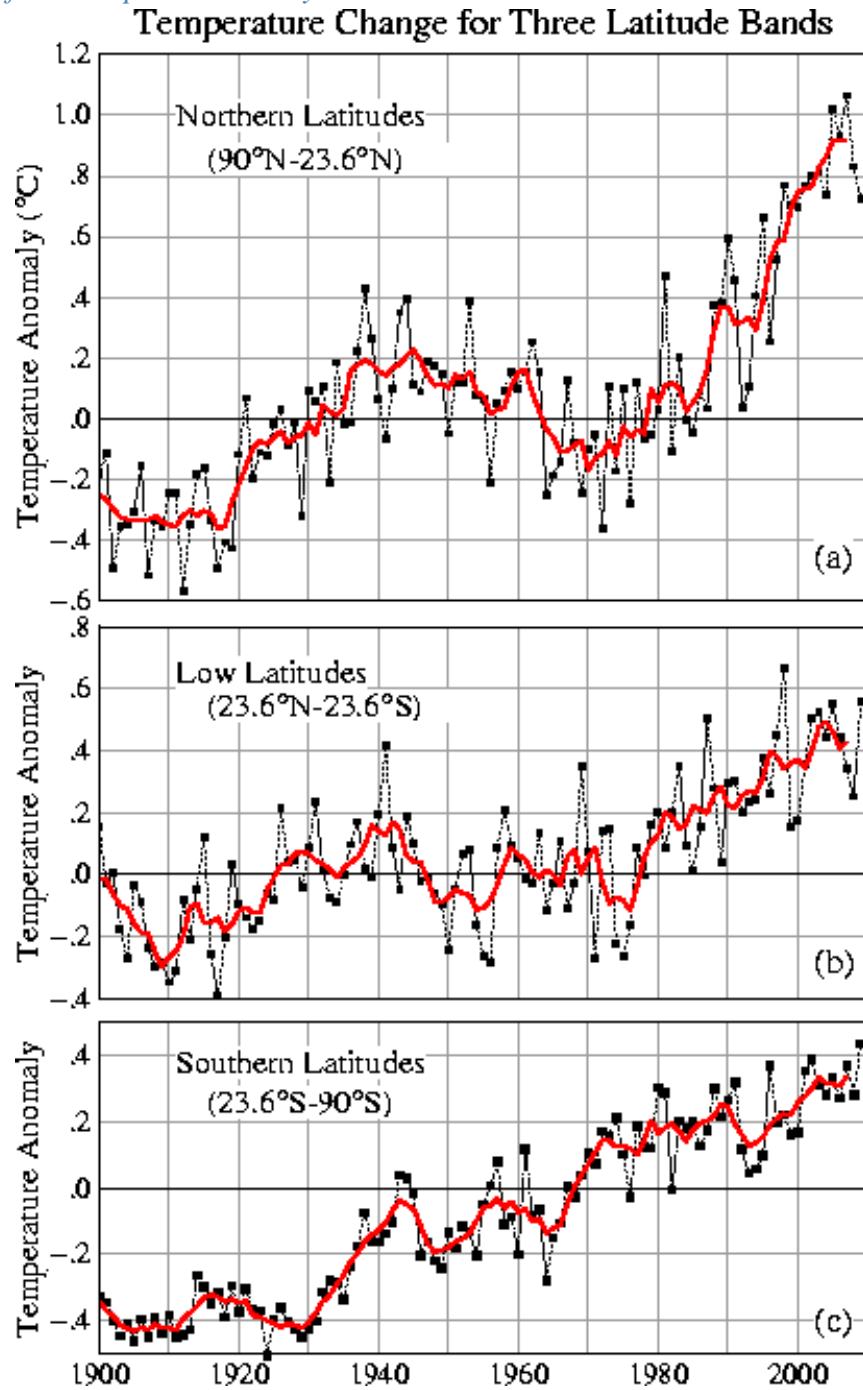 Temperature Change for Three Latitude Bands
1.2
1.0
.8
.6
.4
.2
.0
−.2
−.4
−.6
Temperature Anomaly (°C)
Northern Latitudes
(90°N-23.6°N)
(a)
.8
.6
.4
.2
.0
−.2
−.4
Temperature Anomaly
Low Latitudes
(23.6°N-23.6°S)
(b)
.4
.2
.0
−.2
−.4
Temperature Anomaly
Southern Latitudes
(23.6°S-90°S)
(c)
1900 1920 1940 1960 1980 2000